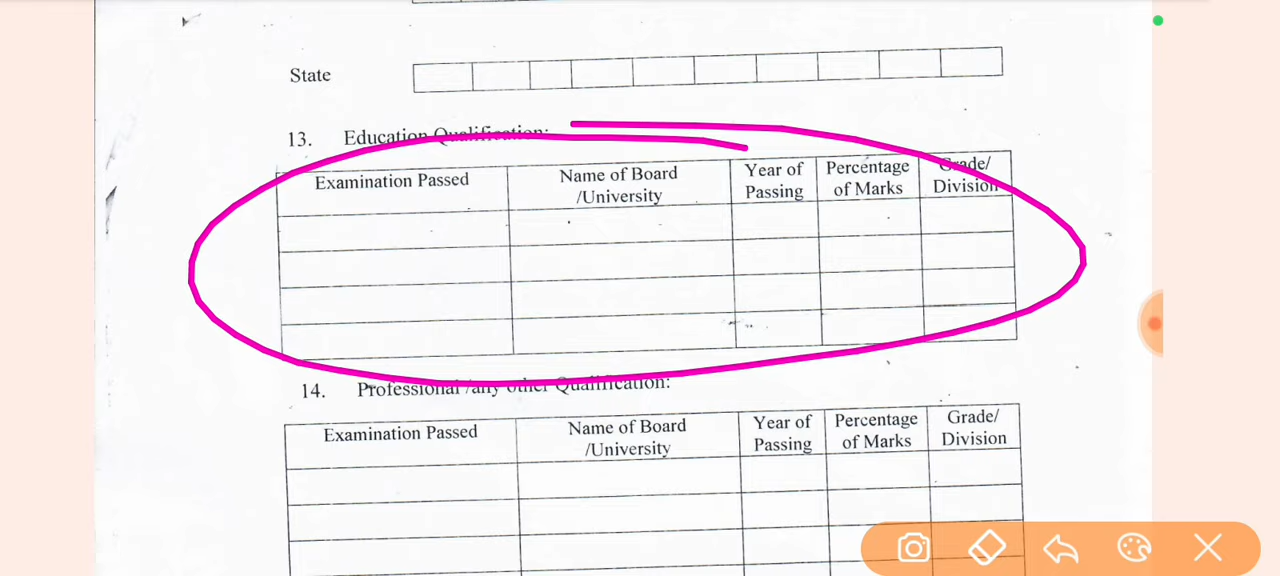 State
13. Education Qualification:
Examination Passed
Name of Board
/University
Year of
Passing
Percentage
of Marks
Grade/
Division
14. Professional /any other Qualification:
Examination Passed
Name of Board
/University
Year of
Passing
Percentage
of Marks
Grade/
Division